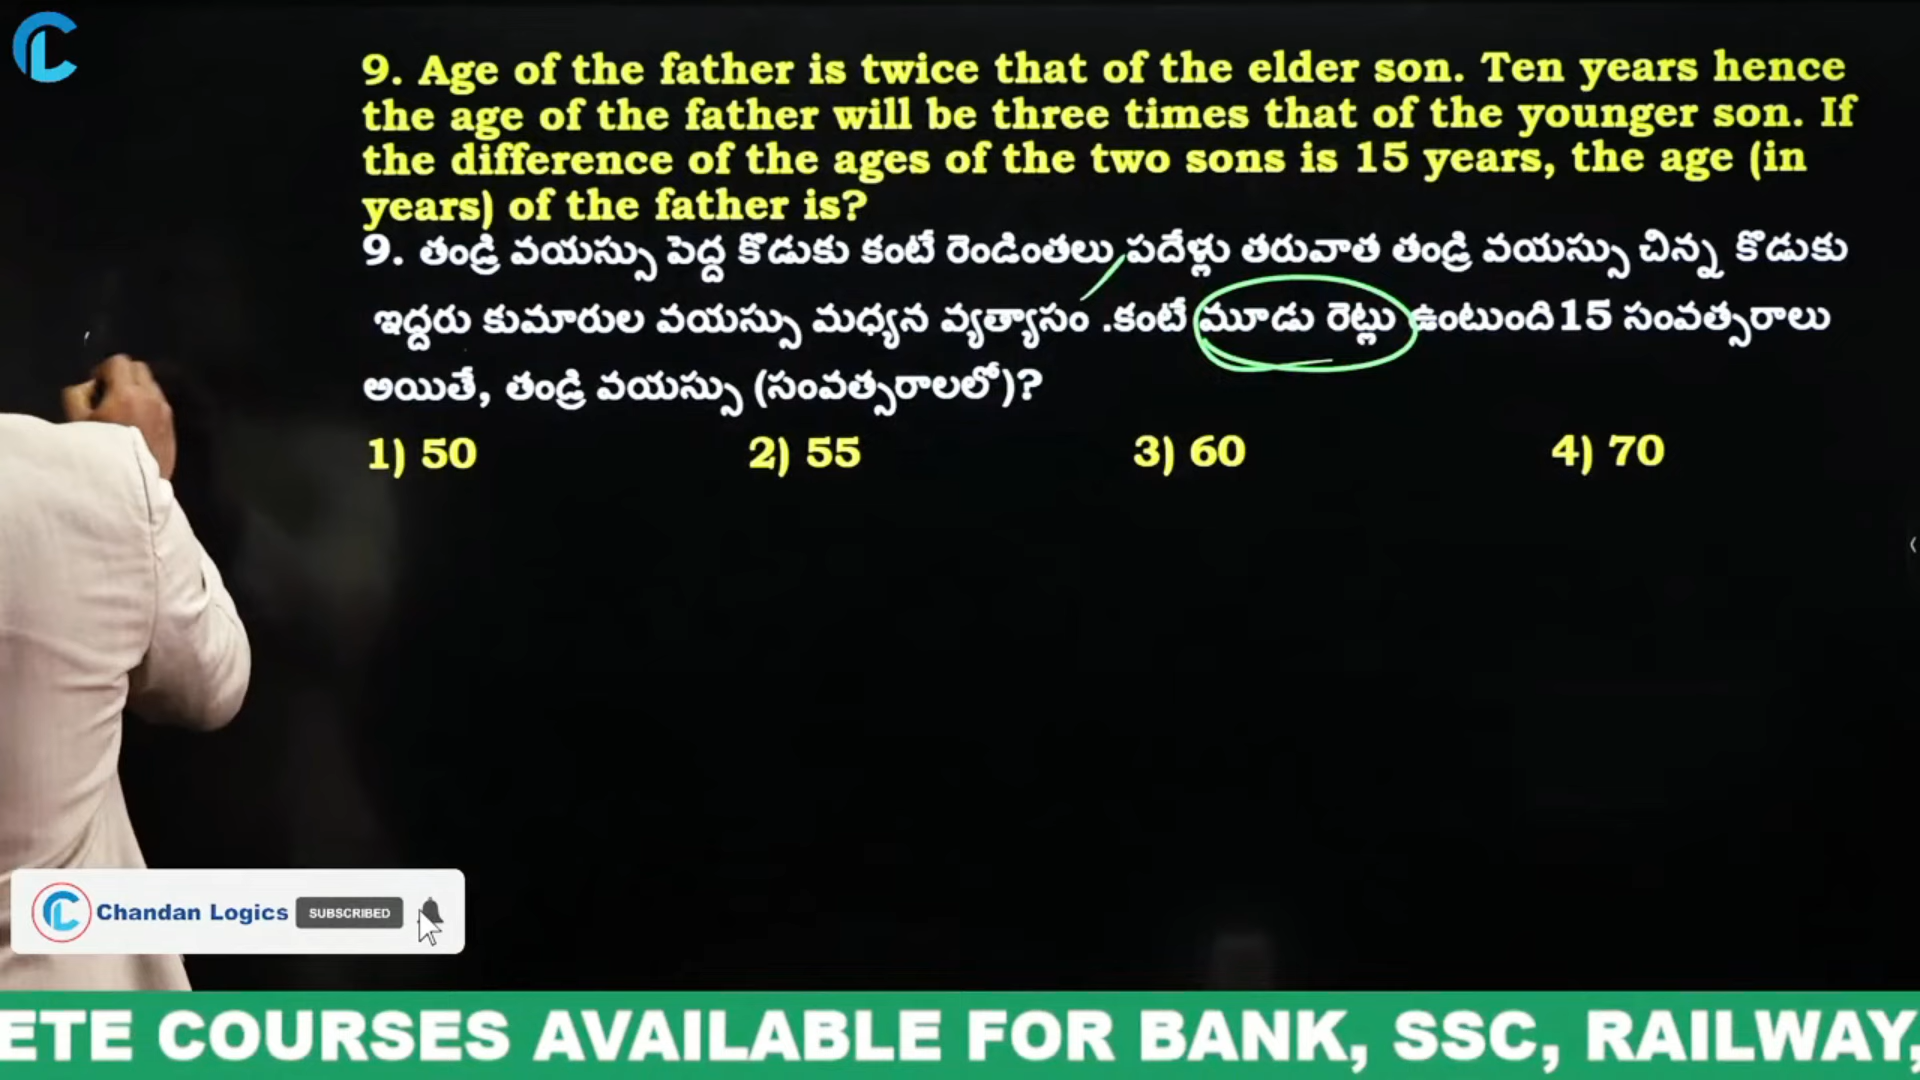 9. Age of the father is twice that of the elder son. Ten years hence
the age of the father will be three times that of the younger son. If
the difference of the ages of the two sons is 15 years, the age (in
years) of the father is?
9. తండ్రి వయస్సు పెద్ద కొడుకు కంటే రెండింతలు పదేళ్లు తరువాత తండ్రి వయస్సు చిన్న కొడుకు
ఇద్దరు కుమారుల వయస్సు మధ్యన వ్యత్యాసం .కంటే మూడు రెట్లు ఉంటుంది15 సంవత్సరాలు
అయితే, తండ్రి వయస్సు (సంవత్సరాలలో)?
1) 50 2) 55 3) 60 4) 70
Chandan Logics SUBSCRIBED
ETE COURSES AVAILABLE FOR BANK, SSC, RAILWAY,